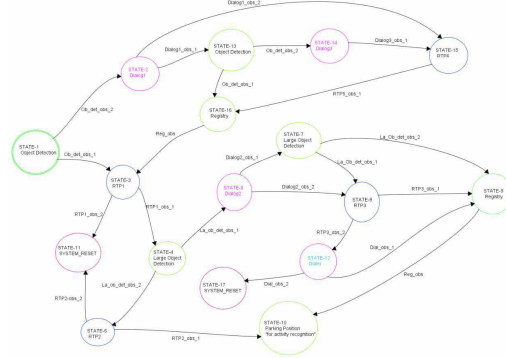 Dialog1_obs_2
STATE-13
Object Detection
STATE-14
Dialog3
Dialog1_obs_1
Ob_det_obs_2
Dialog3_obs_1
STATE-15
RTP4
STATE-2
Dialog1
Ob_det_obs_1
RTP5_obs_1
Ob_det_obs_2
STATE-16
Registry
STATE-1
Object Detection
Ob_det_obs_1
Reg_obs
STATE-7
Large Object
Detection
La_Ob_det_obs_2
Dialog2_obs_1
La_Ob_det_obs_1
STATE-3
RTP1
STATE-6
Dialog2
Dialog2_obs_2
STATE-8
RTP3
RTP3_obs_1
STATE-9
Registry
RTP1_obs_2
RTP1_obs_1
La_ob_det_obs_1
RTP3_obs_2
STATE-11
SYSTEM_RESET
STATE-4
Large Object
Detection
STATE-12
Dial_obs_1
Reg_obs
La_ob_det_obs_2
STATE-17
SYSTEM_RESET
Dial_obs_2
RTP2-obs_2
STATE-5
RTP2
RTP2_obs_1
STATE-10
Parking Position
"for activity recognition"